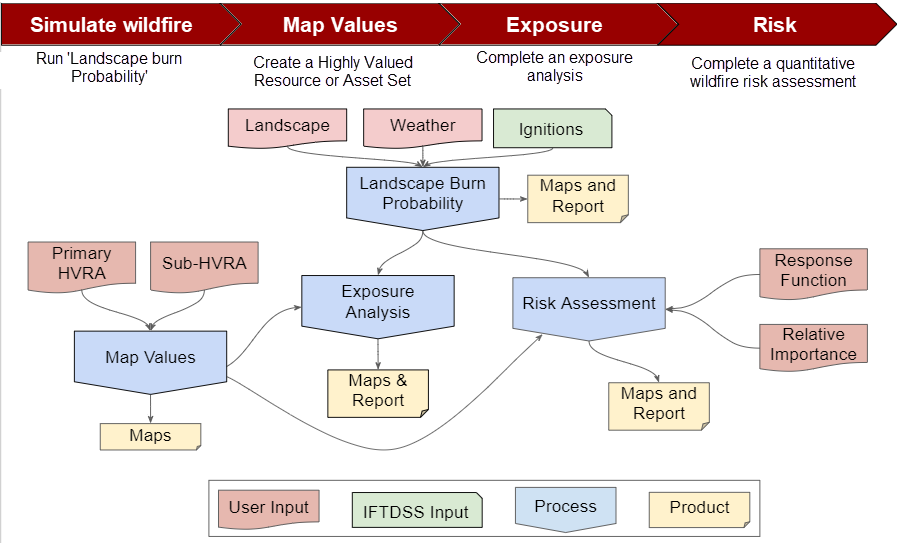 Simulate wildfire
Map Values
Exposure
Risk
Run 'Landscape burn
Probability'
Create a Highly Valued
Resource or Asset Set
Complete an exposure
analysis
Complete a quantitative
wildfire risk assessment
Landscape
Weather
Ignitions
Landscape Burn
Probability
Maps and
Report
Primary
HVRA
Sub-HVRA
Exposure
Analysis
Risk Assessment
Response
Function
Map Values
Relative
Importance
Maps &
Report
Maps and
Report
Maps
User Input
IFTDSS Input
Process
Product